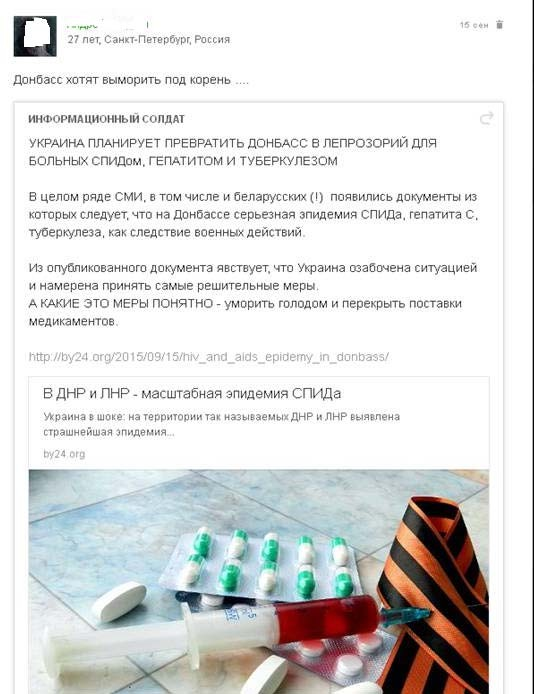 27 лет, Санкт-Петербург, Россия
15 сен
Донбасс хотят выморить под корень ....
ИНФОРМАЦИОННЫЙ СОЛДАТ
УКРАИНА ПЛАНИРУЕТ ПРЕВРАТИТЬ ДОНБАСС В ЛЕПРОЗОРИЙ ДЛЯ
БОЛЬНЫХ СПИДом, ГЕПАТИТОМ И ТУБЕРКУЛЕЗОМ
В целом ряде СМИ, в том числе и беларусских (!) появились документы из
которых следует, что на Донбассе серьезная эпидемия СПИДа, гепатита С,
туберкулеза, как следствие военных действий.
Из опубликованного документа явствует, что Украина озабочена ситуацией
и намерена принять самые решительные меры.
А КАКИЕ ЭТО МЕРЫ ПОНЯТНО - уморить голодом и перекрыть поставки
медикаментов.
http://by24.org/2015/09/15/hiv_and_aids_epidemy_in_donbass/
В ДНР и ЛНР - масштабная эпидемия СПИДа
Украина в шоке: на территории так называемых ДНР и ЛНР выявлена
страшнейшая эпидемия...
by24.org